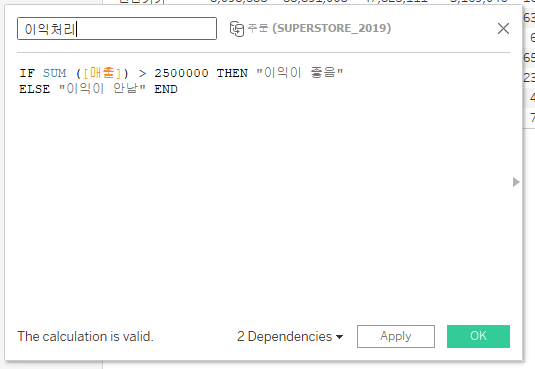 이익처리
주문 (SUPERSTORE_2019)
IF SUM ([매출]) > 2500000 THEN "이익이 좋음"
ELSE "이익이 안남" END
The calculation is valid.
2 Dependencies
Apply
OK